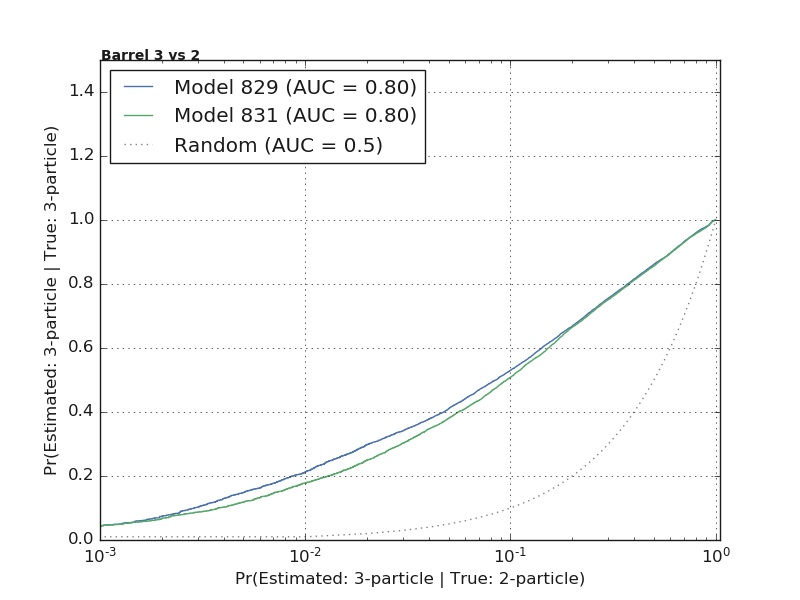 Barrel 3 vs 2
Model 829 (AUC = 0.80)
Model 831 (AUC = 0.80)
Random (AUC = 0.5)
Pr(Estimated: 3-particle | True: 3-particle)
1.4
1.2
1.0
0.8
0.6
0.4
0.2
0.0
10⁻³ 10⁻² 10⁻¹ 10⁰
Pr(Estimated: 3-particle | True: 2-particle)